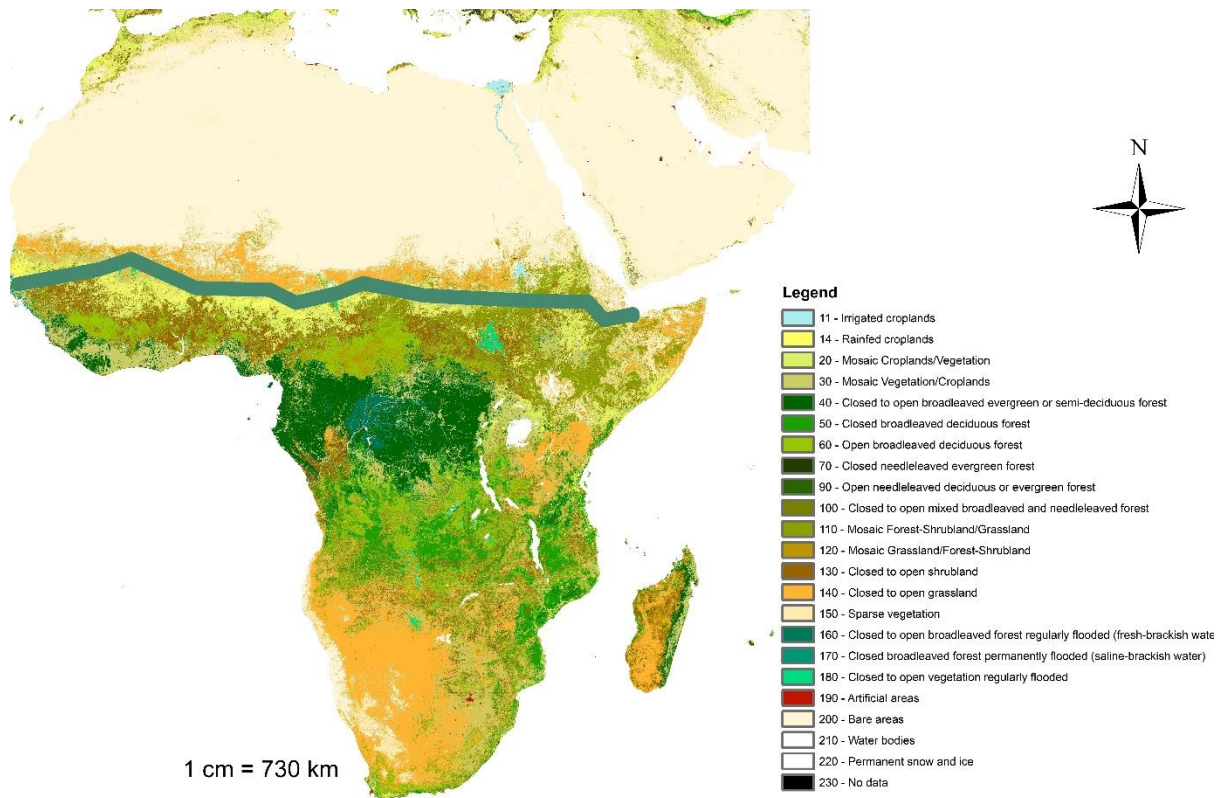 N
Legend
11 - Irrigated croplands
14 - Rainfed croplands
20 - Mosaic Croplands/Vegetation
30 - Mosaic Vegetation/Croplands
40 - Closed to open broadleaved evergreen or semi-deciduous forest
50 - Closed broadleaved deciduous forest
60 - Open broadleaved deciduous forest
70 - Closed needleleaved evergreen forest
90 - Open needleleaved deciduous or evergreen forest
100 - Closed to open mixed broadleaved and needleleaved forest
110 - Mosaic Forest-Shrubland/Grassland
120 - Mosaic Grassland/Forest-Shrubland
130 - Closed to open shrubland
140 - Closed to open grassland
150 - Sparse vegetation
160 - Closed to open broadleaved forest regularly flooded (fresh-brackish wate
170 - Closed broadleaved forest permanently flooded (saline-brackish water)
180 - Closed to open vegetation regularly flooded
190 - Artificial areas
200 - Bare areas
210 - Water bodies
220 - Permanent snow and ice
230 - No data
1 cm = 730 km